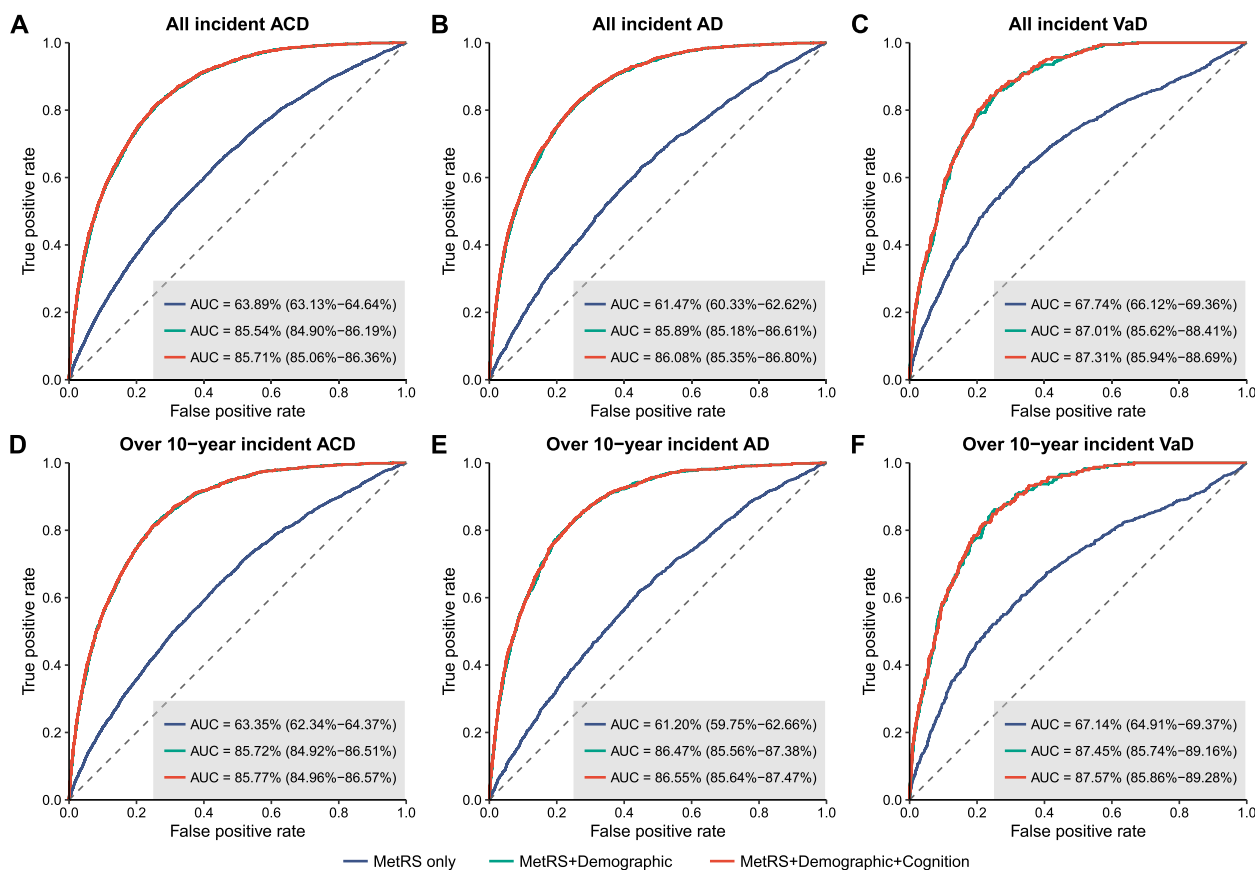 A All incident ACD
1.0
0.8
0.6
0.4
0.2
0.0
True positive rate
AUC = 63.89% (63.13%−64.64%)
AUC = 85.54% (84.90%−86.19%)
AUC = 85.71% (85.06%−86.36%)
0.0 0.2 0.4 0.6 0.8 1.0
False positive rate
B All incident AD
1.0
0.8
0.6
0.4
0.2
0.0
True positive rate
AUC = 61.47% (60.33%−62.62%)
AUC = 85.89% (85.18%−86.61%)
AUC = 86.08% (85.35%−86.80%)
0.0 0.2 0.4 0.6 0.8 1.0
False positive rate
C All incident VaD
1.0
0.8
0.6
0.4
0.2
0.0
True positive rate
AUC = 67.74% (66.12%−69.36%)
AUC = 87.01% (85.62%−88.41%)
AUC = 87.31% (85.94%−88.69%)
0.0 0.2 0.4 0.6 0.8 1.0
False positive rate
D Over 10−year incident ACD
1.0
0.8
0.6
0.4
0.2
0.0
True positive rate
AUC = 63.35% (62.34%−64.37%)
AUC = 85.72% (84.92%−86.51%)
AUC = 85.77% (84.96%−86.57%)
0.0 0.2 0.4 0.6 0.8 1.0
False positive rate
E Over 10−year incident AD
1.0
0.8
0.6
0.4
0.2
0.0
True positive rate
AUC = 61.20% (59.75%−62.66%)
AUC = 86.47% (85.56%−87.38%)
AUC = 86.55% (85.64%−87.47%)
0.0 0.2 0.4 0.6 0.8 1.0
False positive rate
F Over 10−year incident VaD
1.0
0.8
0.6
0.4
0.2
0.0
True positive rate
AUC = 67.14% (64.91%−69.37%)
AUC = 87.45% (85.74%−89.16%)
AUC = 87.57% (85.86%−89.28%)
0.0 0.2 0.4 0.6 0.8 1.0
False positive rate
MetRS only MetRS+Demographic MetRS+Demographic+Cognition